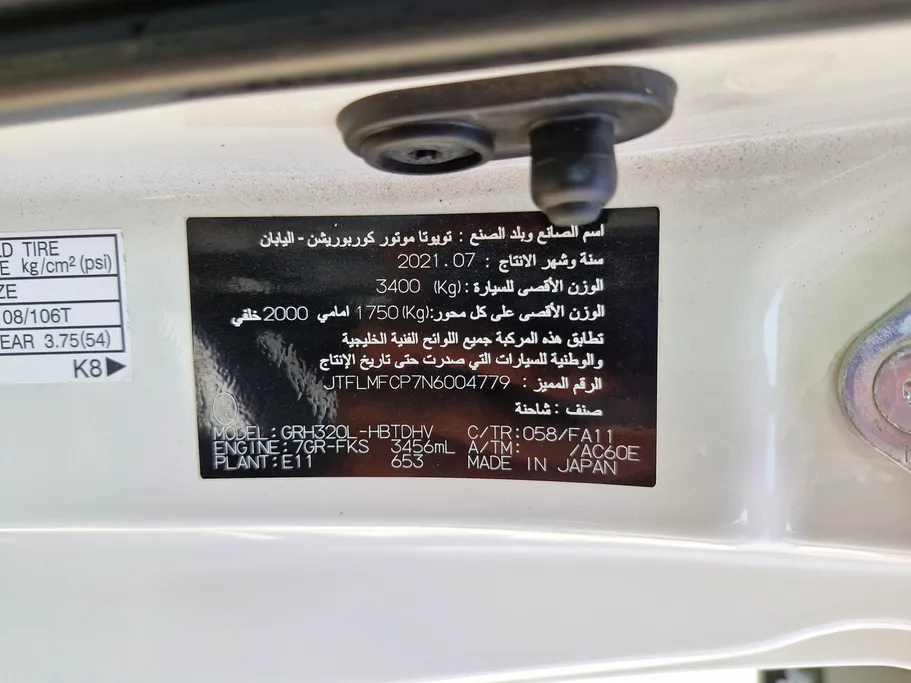 LD TIRE
E kg/cm² (psi)
ZE
08/106T
EAR 3.75(54)
K8▶
اسم الصانع وبلد الصنع : تويوتا موتور كوربوريشن - اليابان
سنة وشهر الانتاج : 2021.07
الوزن الأقصى للسيارة : (Kg) 3400
الوزن الأقصى على كل محور:(Kg)1750 امامي 2000 خلفي
تطابق هذه المركبة جميع اللوائح الفنية الخليجية
والوطنية للسيارات التي صدرت حتى تاريخ الإنتاج
الرقم المميز : JTFLMFCP7N6004779
صنف : شاحنة
MODEL:GRH320L-HBTDHV C/TR:058/FA11
ENGINE:7GR-FKS 3456mL A/TM: /AC60E
PLANT:E11 653 MADE IN JAPAN